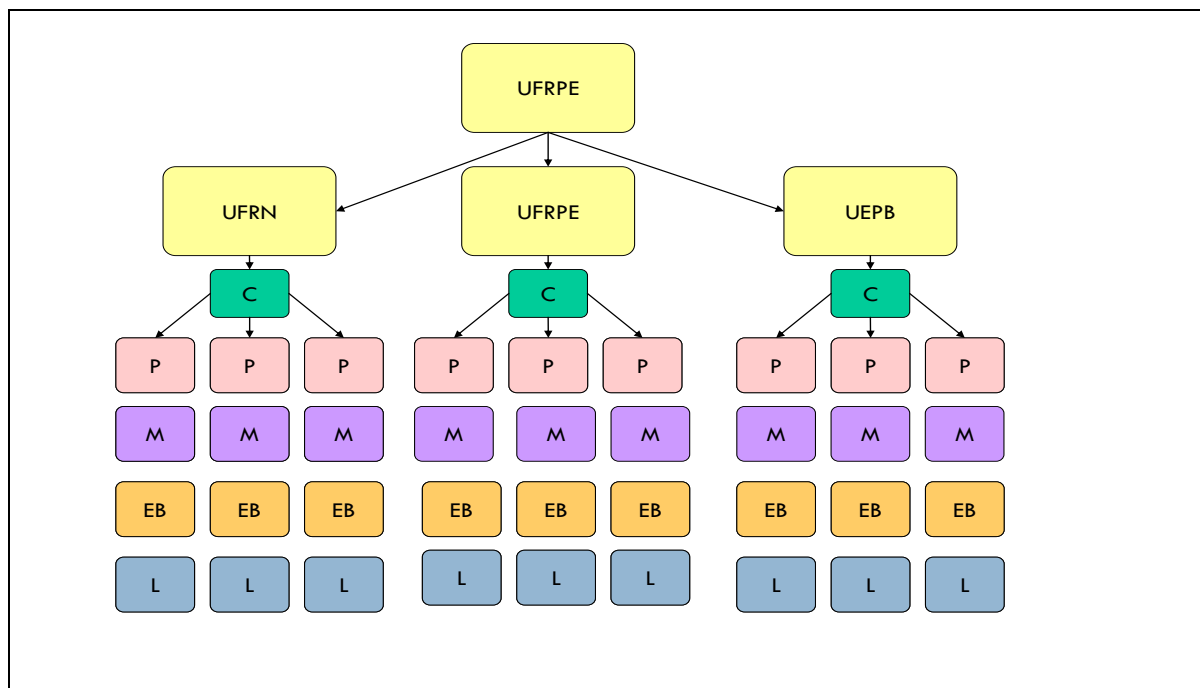 UFRPE
UFRN UFRPE UEPB
C C C
P P P P P P P P P
M M M M M M M M M
EB EB EB EB EB EB EB EB EB
L L L L L L L L L